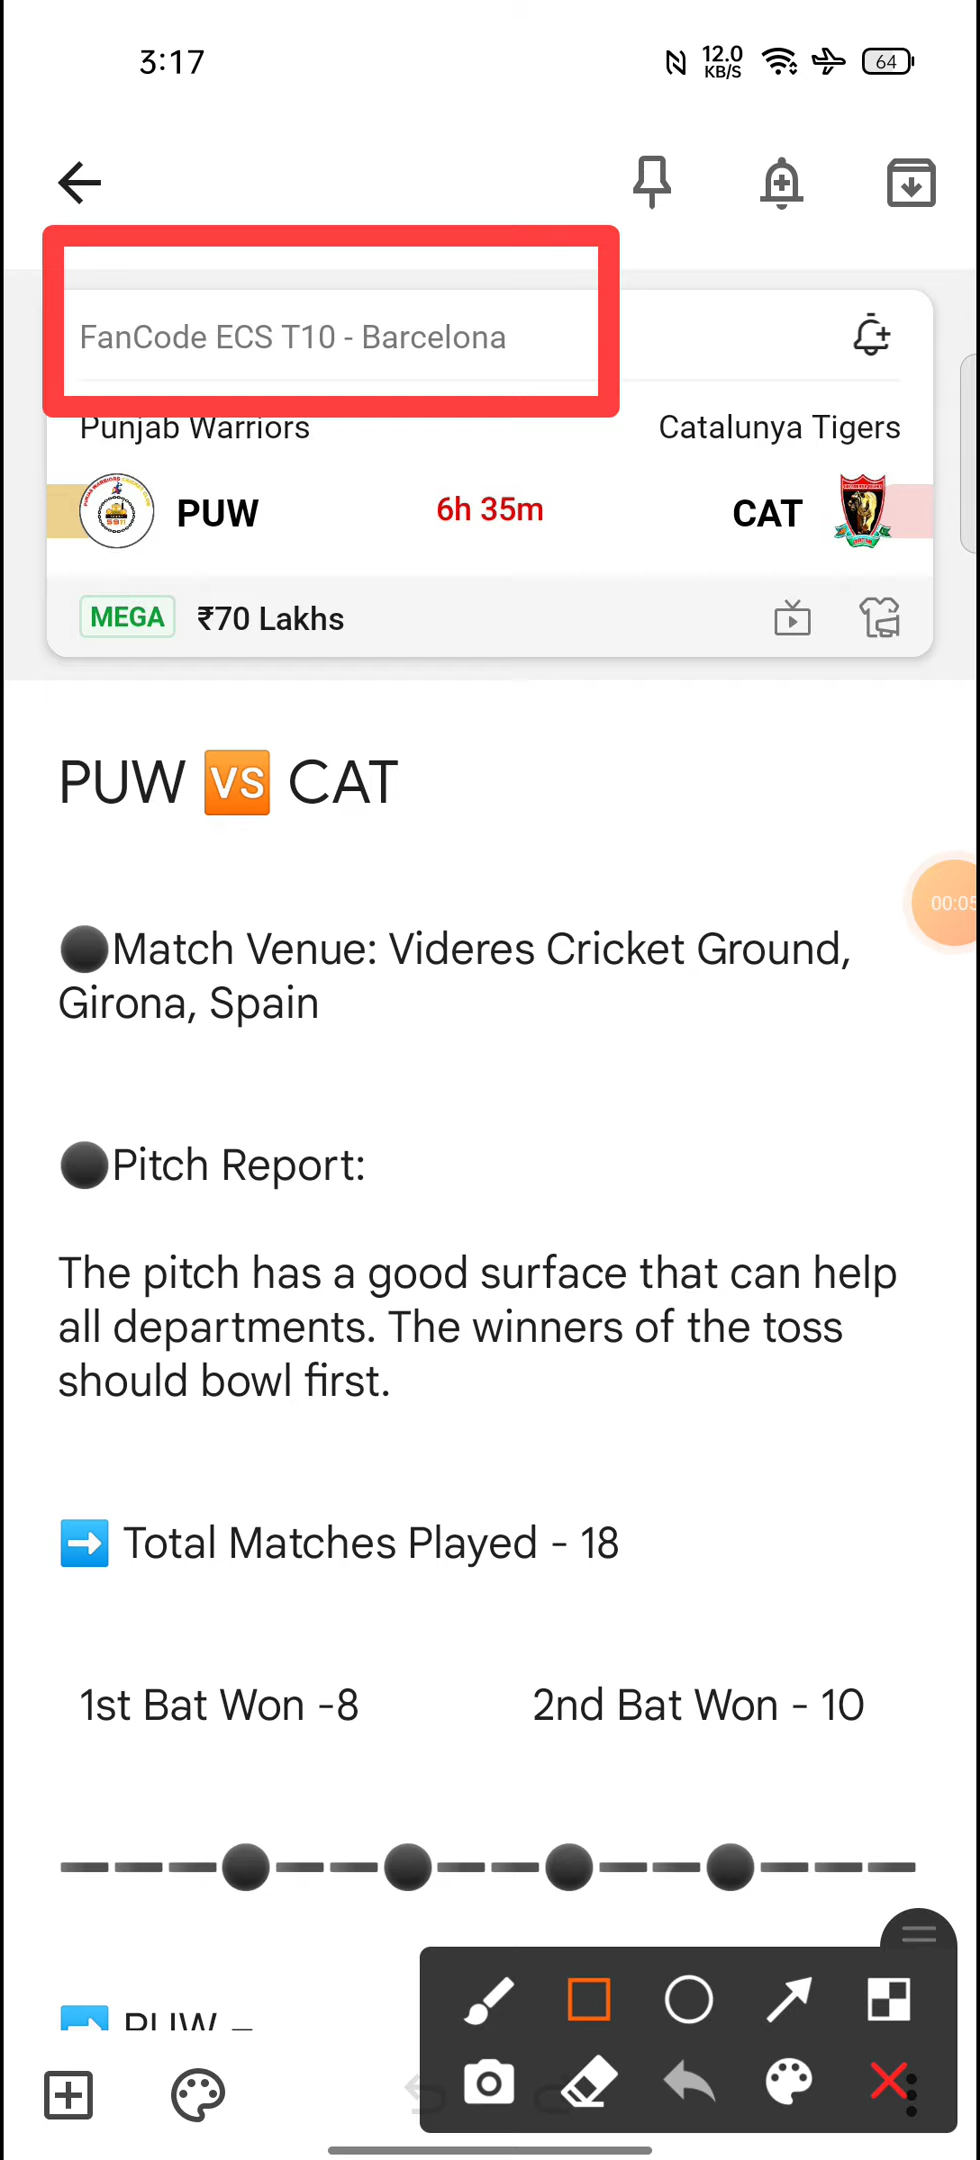 3:17
12.0
KB/S
64
FanCode ECS T10 - Barcelona
Punjab Warriors
Catalunya Tigers
PUW
6h 35m
CAT
MEGA
₹70 Lakhs
PUW 🆚 CAT
00:05
⚫Match Venue: Videres Cricket Ground,
Girona, Spain
⚫Pitch Report:
The pitch has a good surface that can help
all departments. The winners of the toss
should bowl first.
➡️ Total Matches Played - 18
1st Bat Won -8
2nd Bat Won - 10
➡️ PUW –